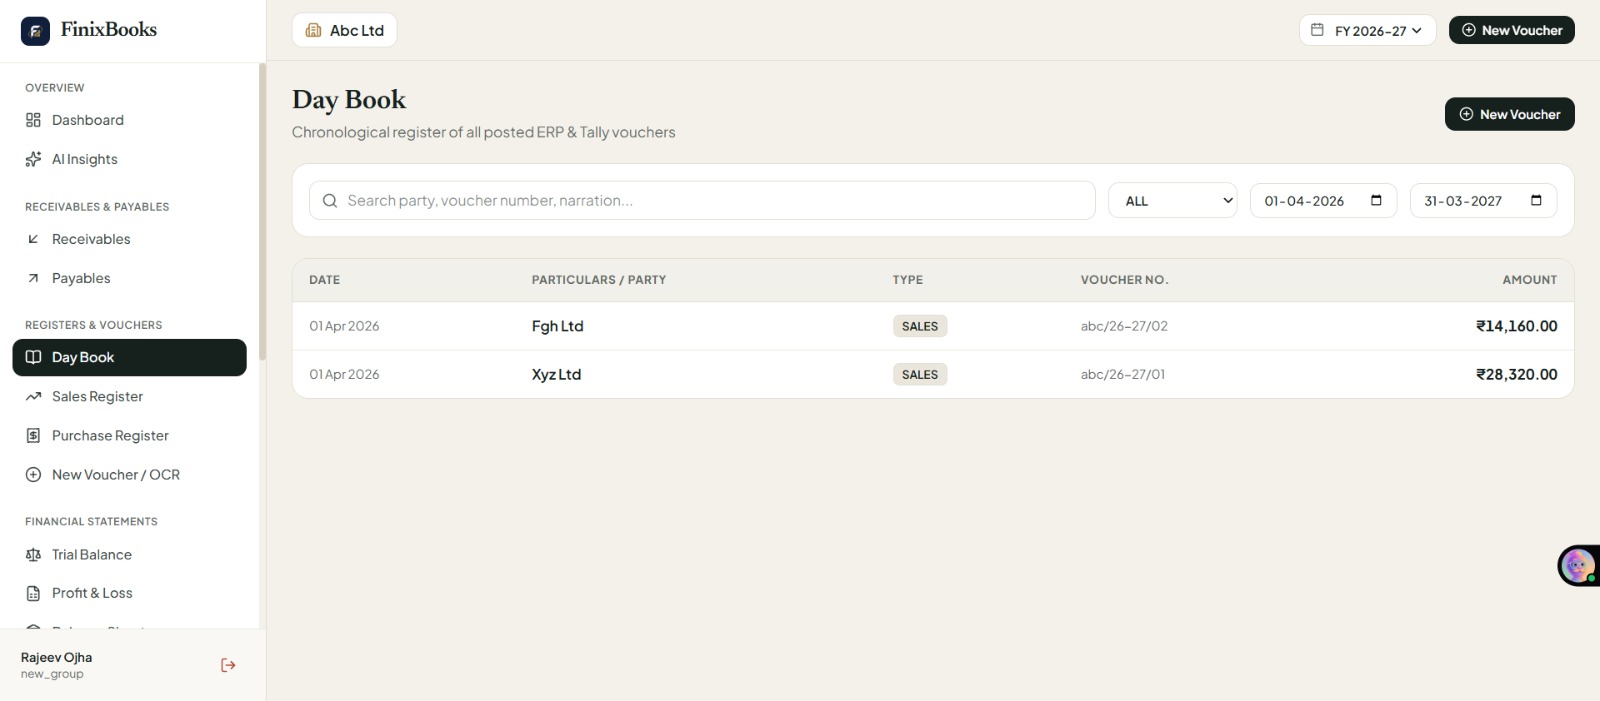 FinixBooks
Abc Ltd
FY 2026-27
New Voucher
OVERVIEW
Dashboard
AI Insights
RECEIVABLES & PAYABLES
Receivables
Payables
REGISTERS & VOUCHERS
Day Book
Sales Register
Purchase Register
New Voucher / OCR
FINANCIAL STATEMENTS
Trial Balance
Profit & Loss
Rajeev Ojha
new_group
Day Book
Chronological register of all posted ERP & Tally vouchers
New Voucher
Search party, voucher number, narration...
ALL
01-04-2026
31-03-2027
DATE PARTICULARS / PARTY TYPE VOUCHER NO. AMOUNT
01 Apr 2026 Fgh Ltd SALES abc/26-27/02 ₹14,160.00
01 Apr 2026 Xyz Ltd SALES abc/26-27/01 ₹28,320.00